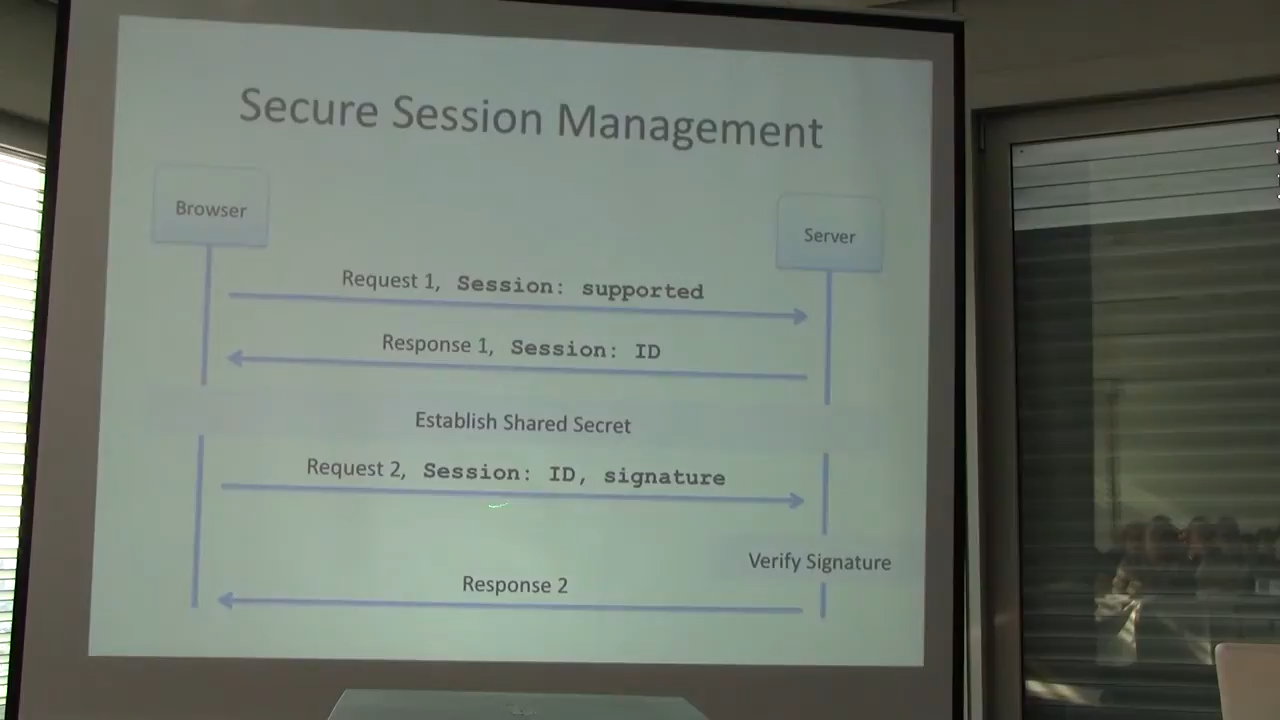 Secure Session Management
Browser
Server
Request 1, Session: supported
Response 1, Session: ID
Establish Shared Secret
Request 2, Session: ID, signature
Verify Signature
Response 2